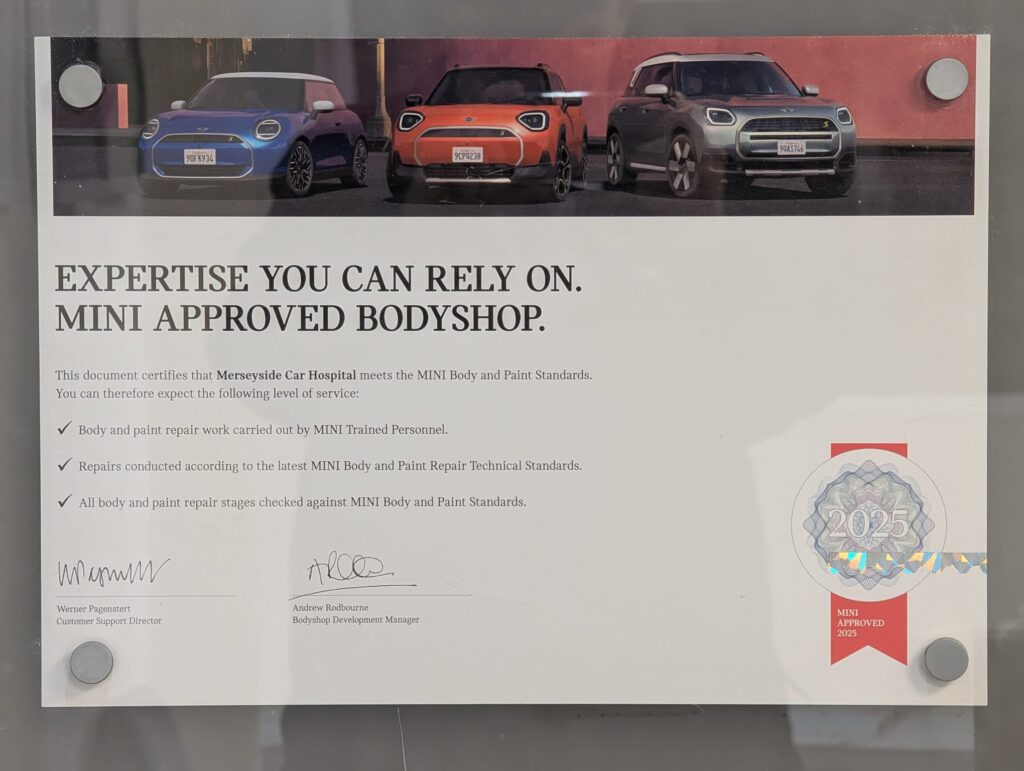 90FK934
9CPQ238
90AST46
EXPERTISE YOU CAN RELY ON.
MINI APPROVED BODYSHOP.
This document certifies that Merseyside Car Hospital meets the MINI Body and Paint Standards.
You can therefore expect the following level of service:
✓ Body and paint repair work carried out by MINI Trained Personnel.
✓ Repairs conducted according to the latest MINI Body and Paint Repair Technical Standards.
✓ All body and paint repair stages checked against MINI Body and Paint Standards.
2025
Werner Pagenstert
Customer Support Director
Andrew Rodbourne
Bodyshop Development Manager
MINI
APPROVED
2025